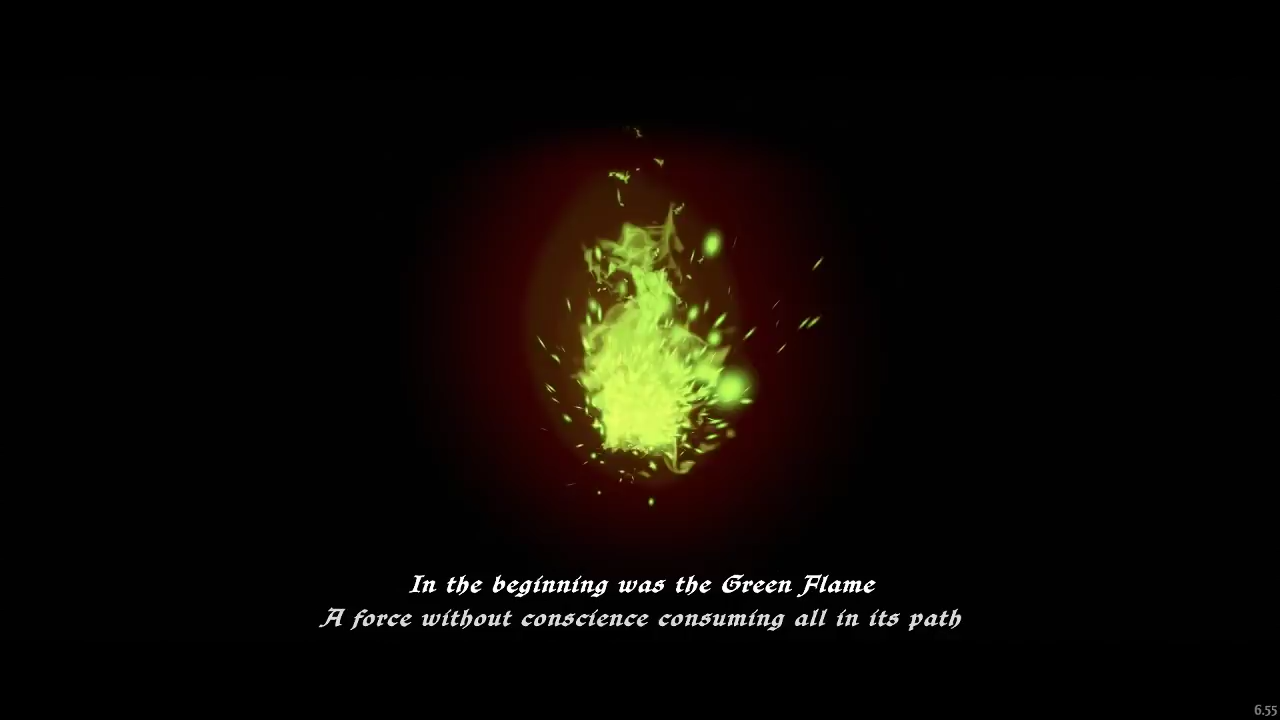 In the beginning was the Green Flame
A force without conscience consuming all in its path
6.55